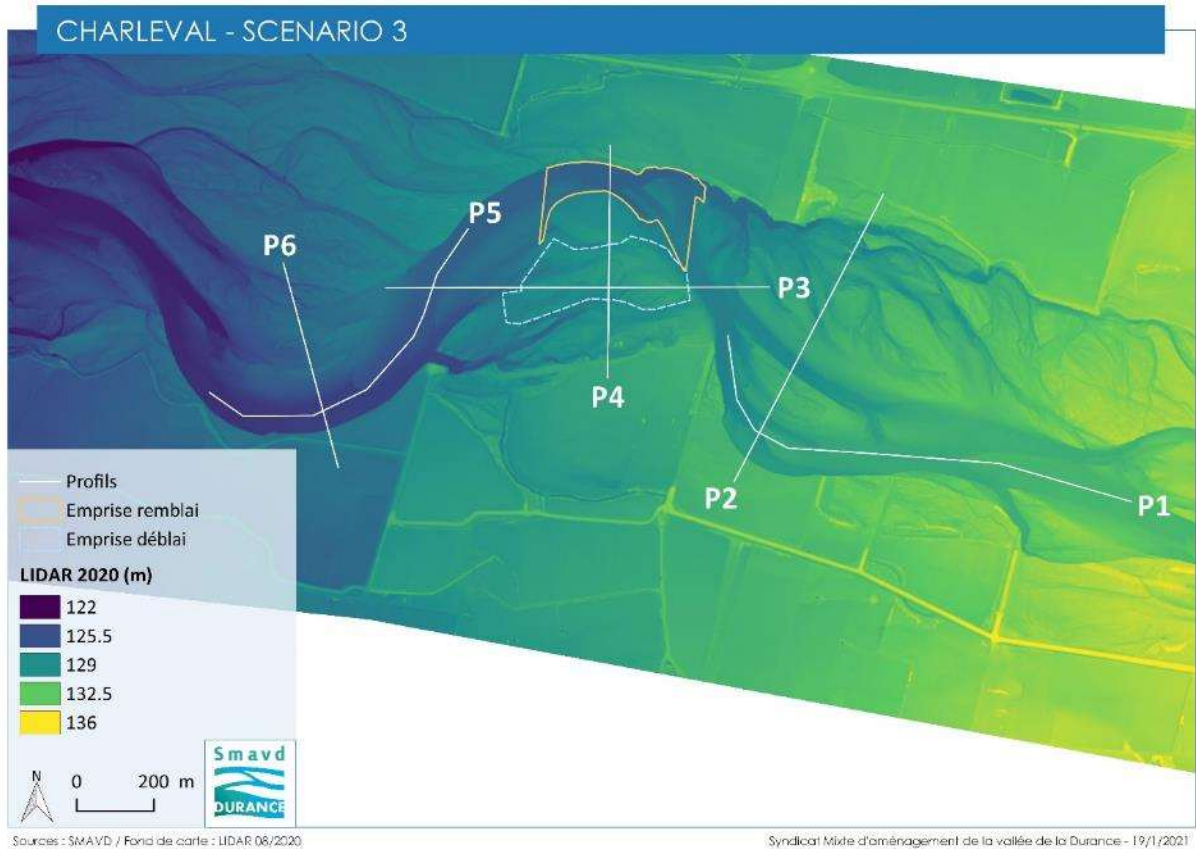 CHARLEVAL - SCENARIO 3
P5
P6
P3
P4
P2
P1
Profils
Emprise remblai
Emprise déblai
LIDAR 2020 (m)
122
125.5
129
132.5
136
N
0 200 m
Smavd
DURANCE
Sources : SMAVD / Fond de carte : LIDAR 08/2020
Syndicat Mixte d'aménagement de la vallée de la Durance - 19/1/2021